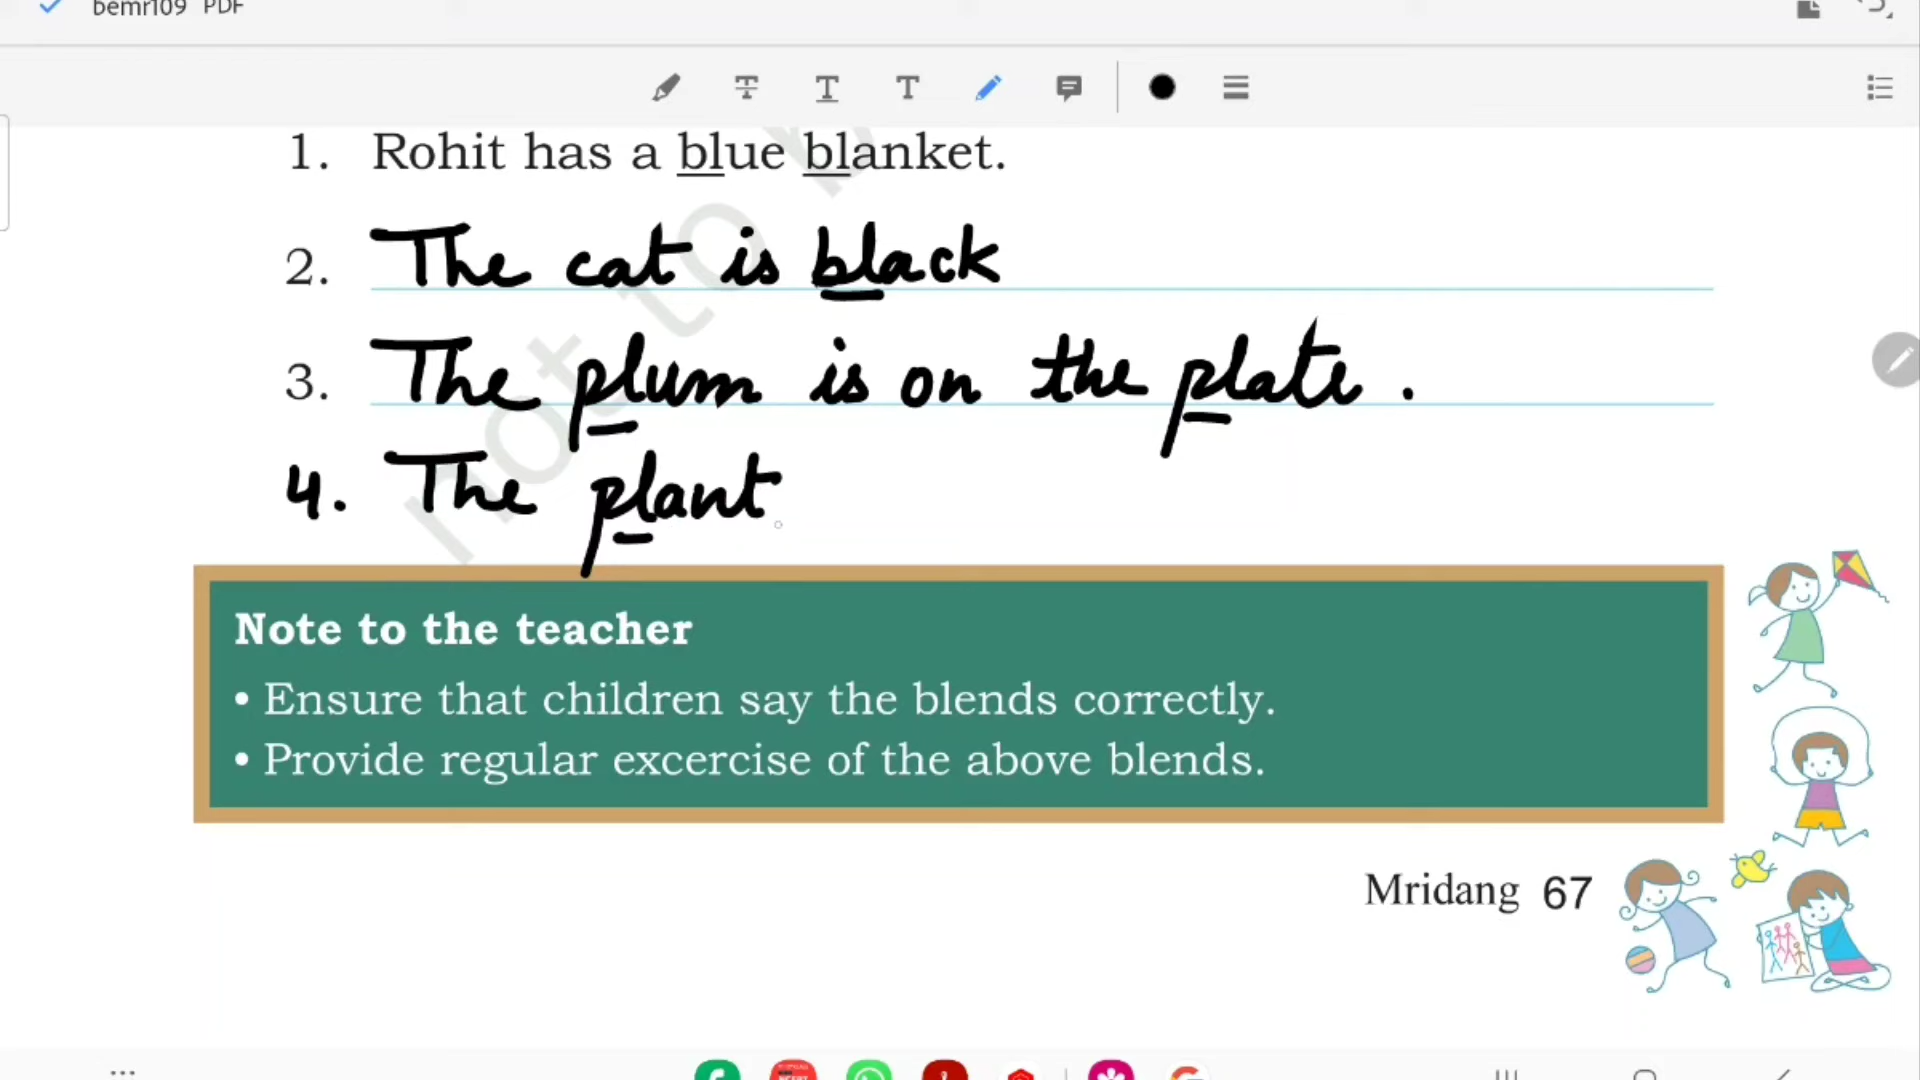 bemr109 PDF
1. Rohit has a blue blanket.
2. The cat is black
3. The plum is on the plate.
4. The plant
not to b
Note to the teacher
• Ensure that children say the blends correctly.
• Provide regular excercise of the above blends.
Mridang 67